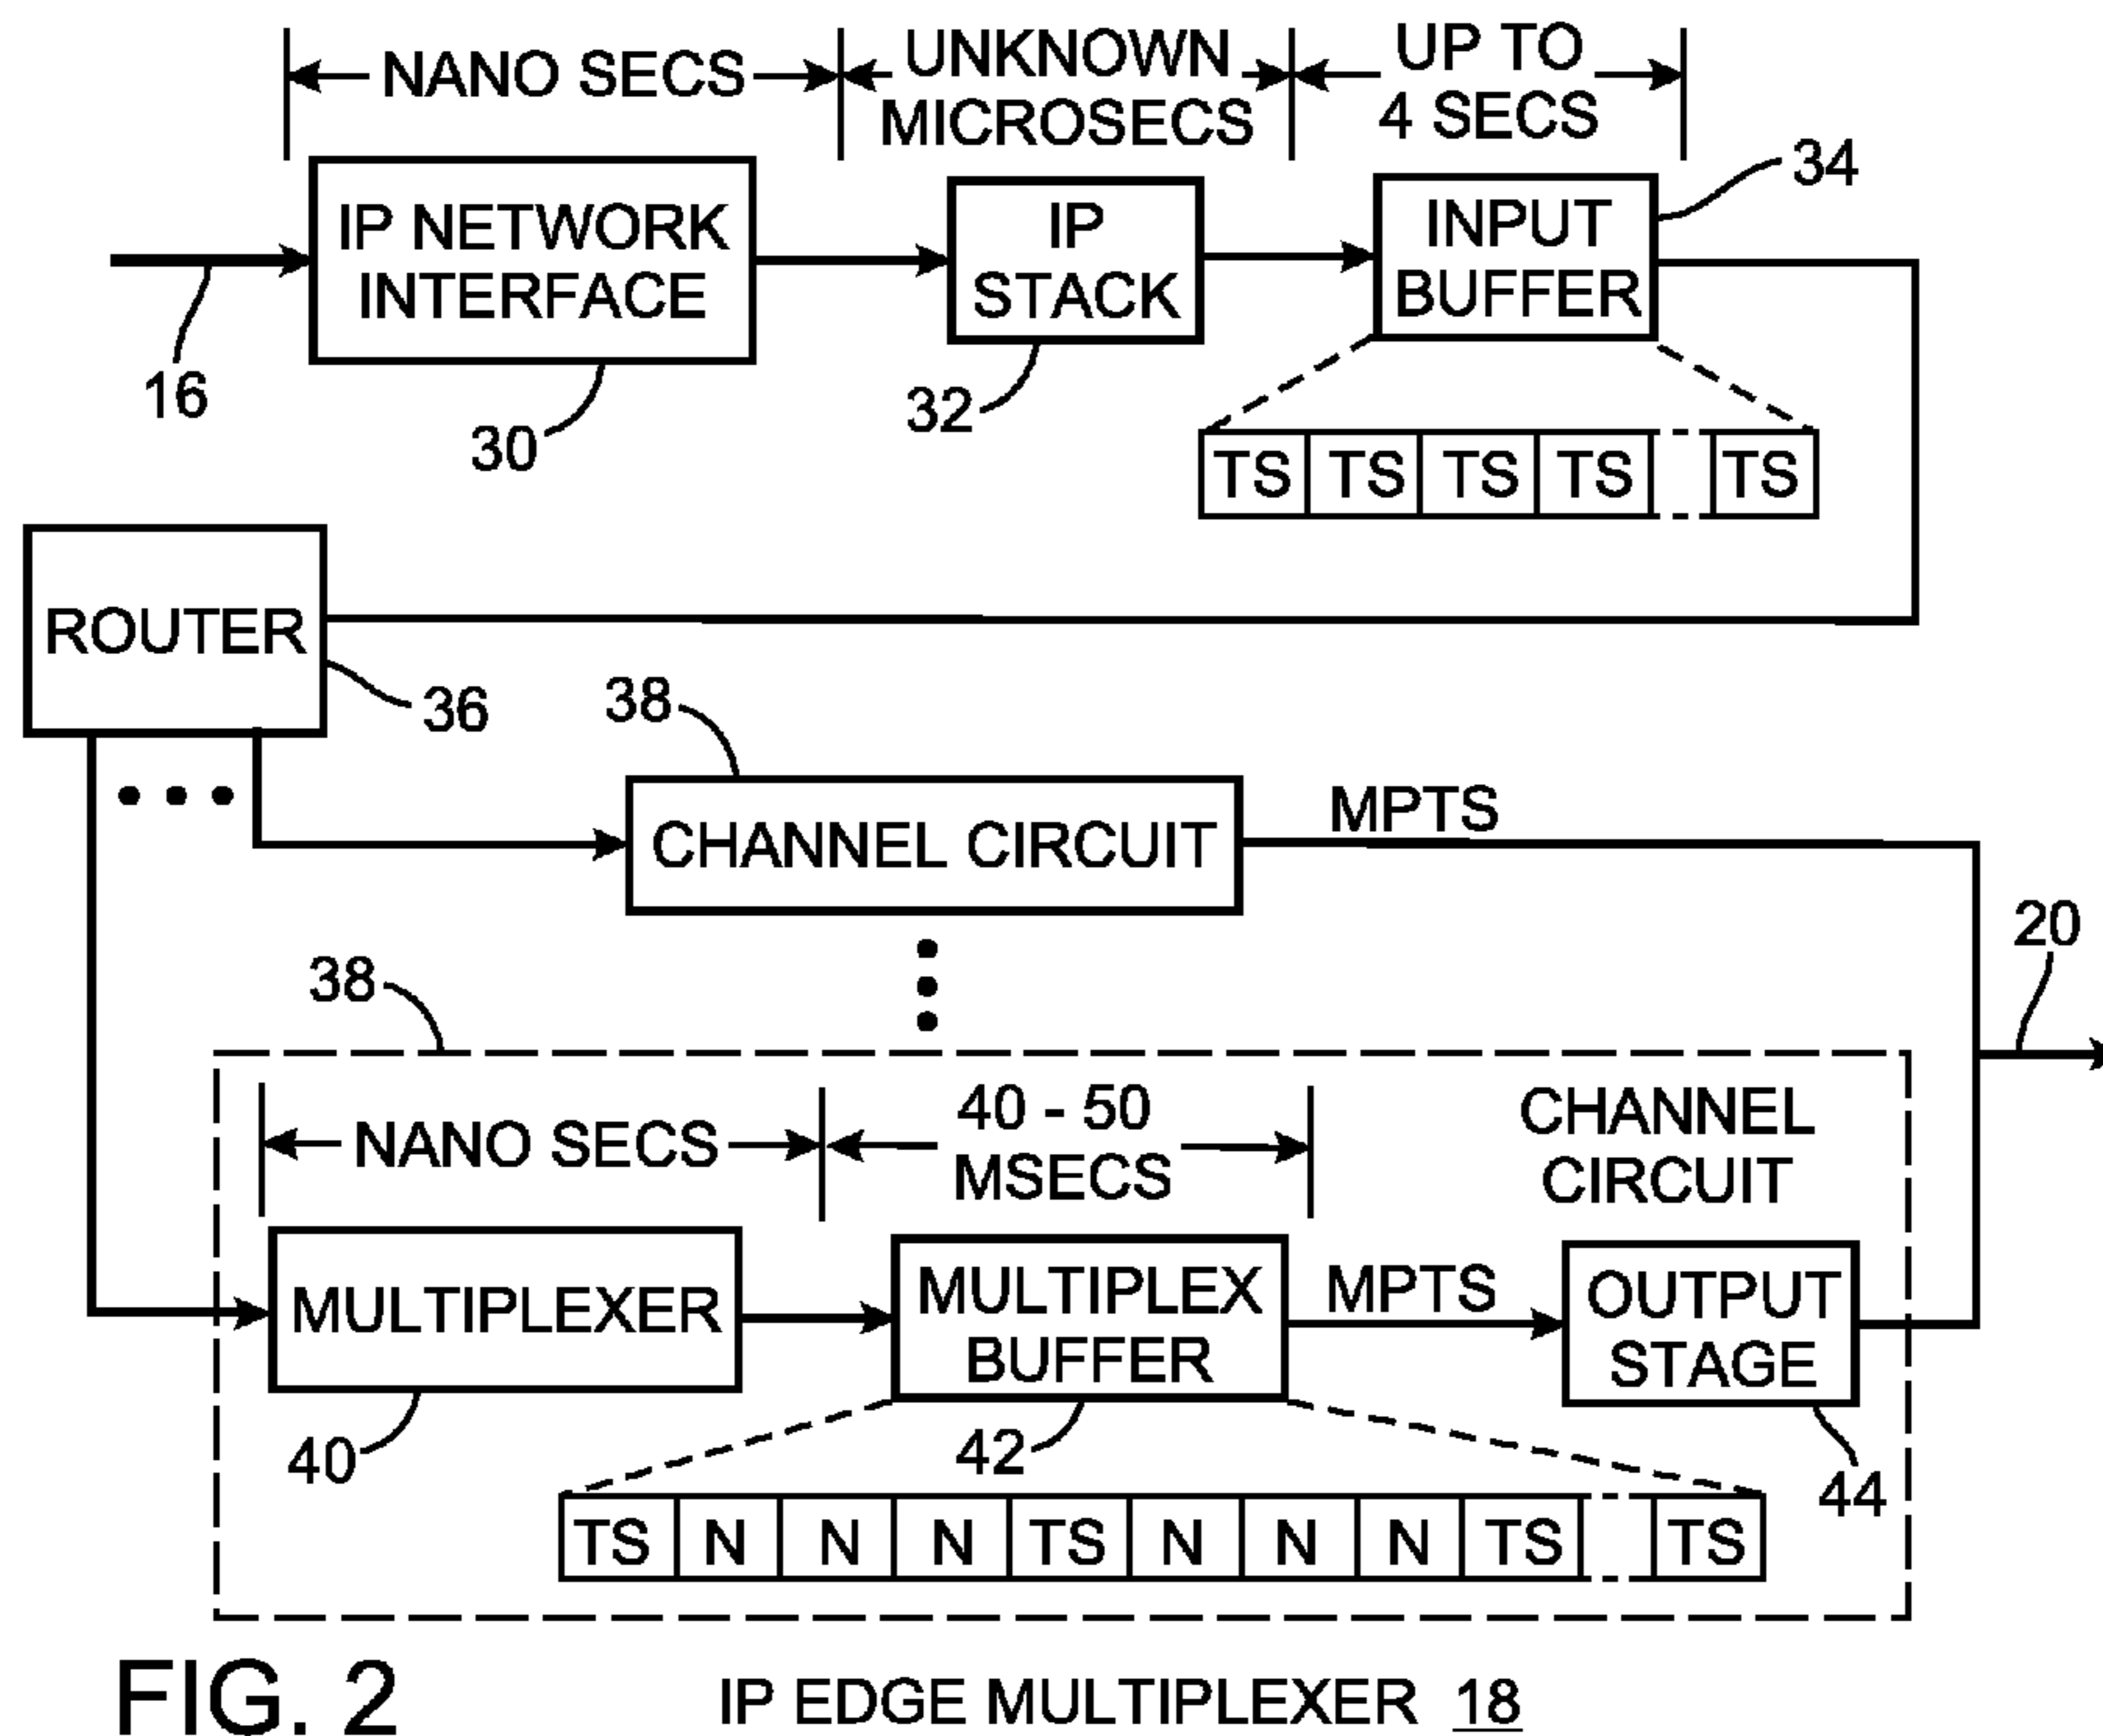 NANO SECS
UNKNOWN
MICROSECS
UP TO
4 SECS
34
IP NETWORK
INTERFACE
IP
STACK
INPUT
BUFFER
16
30
32
TS TS TS TS TS
ROUTER
36
38
CHANNEL CIRCUIT
MPTS
20
38
NANO SECS
40 - 50
MSECS
CHANNEL
CIRCUIT
MULTIPLEXER
MULTIPLEX
BUFFER
MPTS
OUTPUT
STAGE
40
42
44
TS N N N TS N N N TS TS
FIG. 2
IP EDGE MULTIPLEXER 18